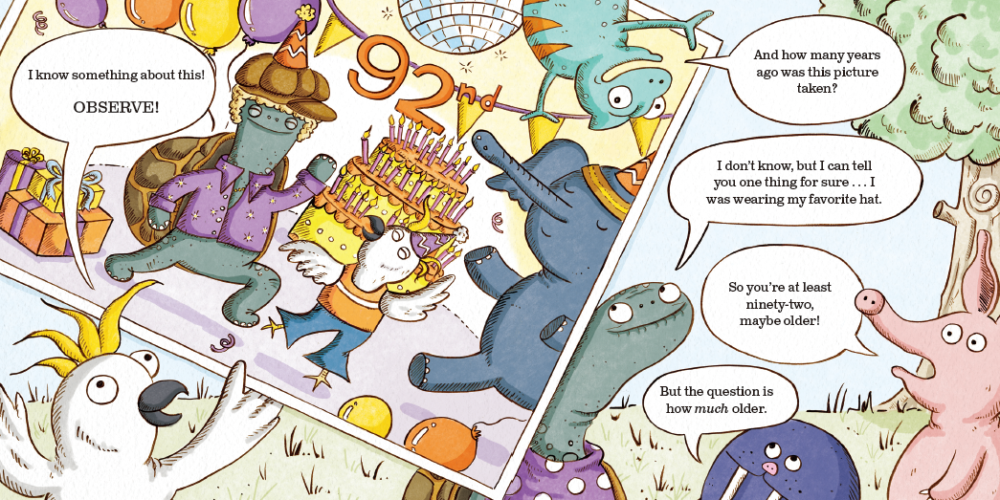 I know something about this!
OBSERVE!
92nd
And how many years
ago was this picture
taken?
I don't know, but I can tell
you one thing for sure . . . I
was wearing my favorite hat.
So you're at least
ninety-two,
maybe older!
But the question is
how much older.